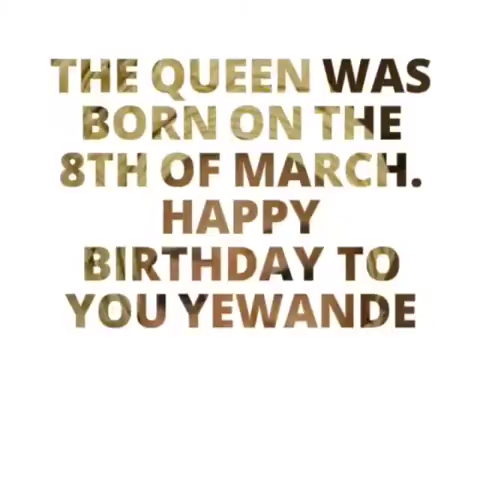 THE QUEEN WAS
BORN ON THE
8TH OF MARCH.
HAPPY
BIRTHDAY TO
YOU YEWANDE